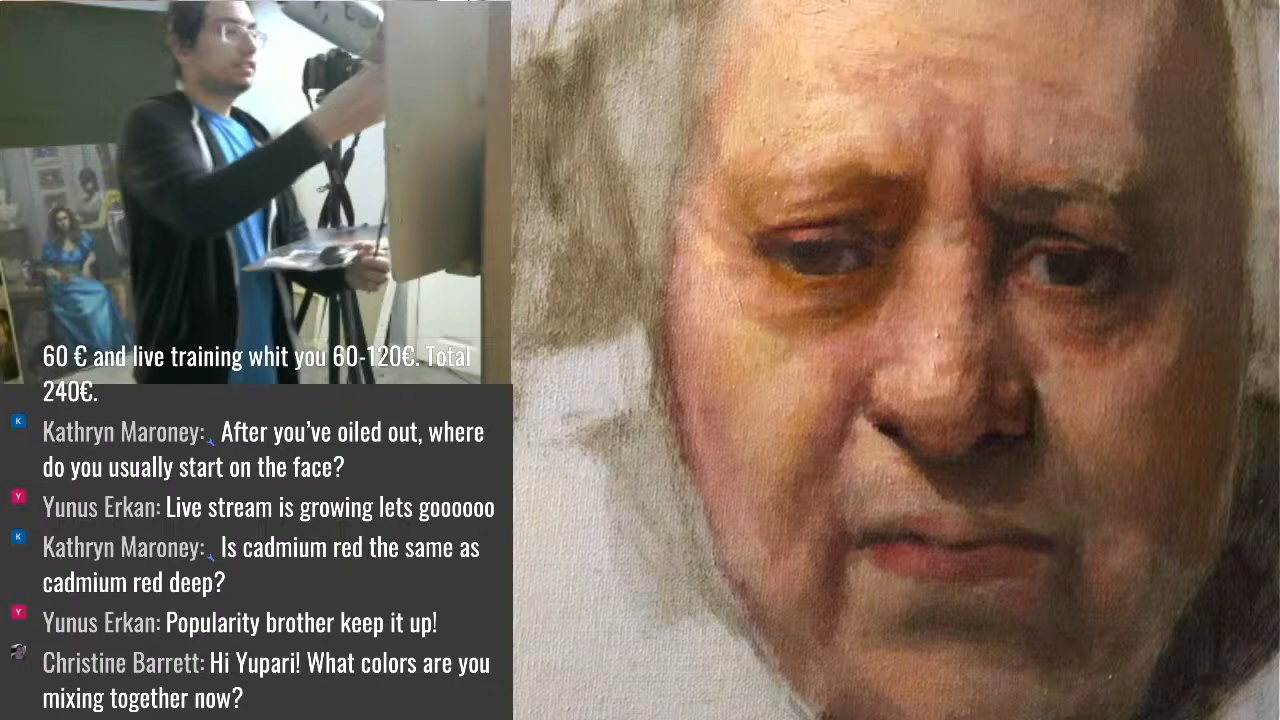 60 € and live training whit you 60-120€. Total
240€.
K
Kathryn Maroney: After you've oiled out, where
do you usually start on the face?
Y
Yunus Erkan: Live stream is growing lets goooooo
K
Kathryn Maroney: Is cadmium red the same as
cadmium red deep?
Y
Yunus Erkan: Popularity brother keep it up!
Christine Barrett: Hi Yupari! What colors are you
mixing together now?